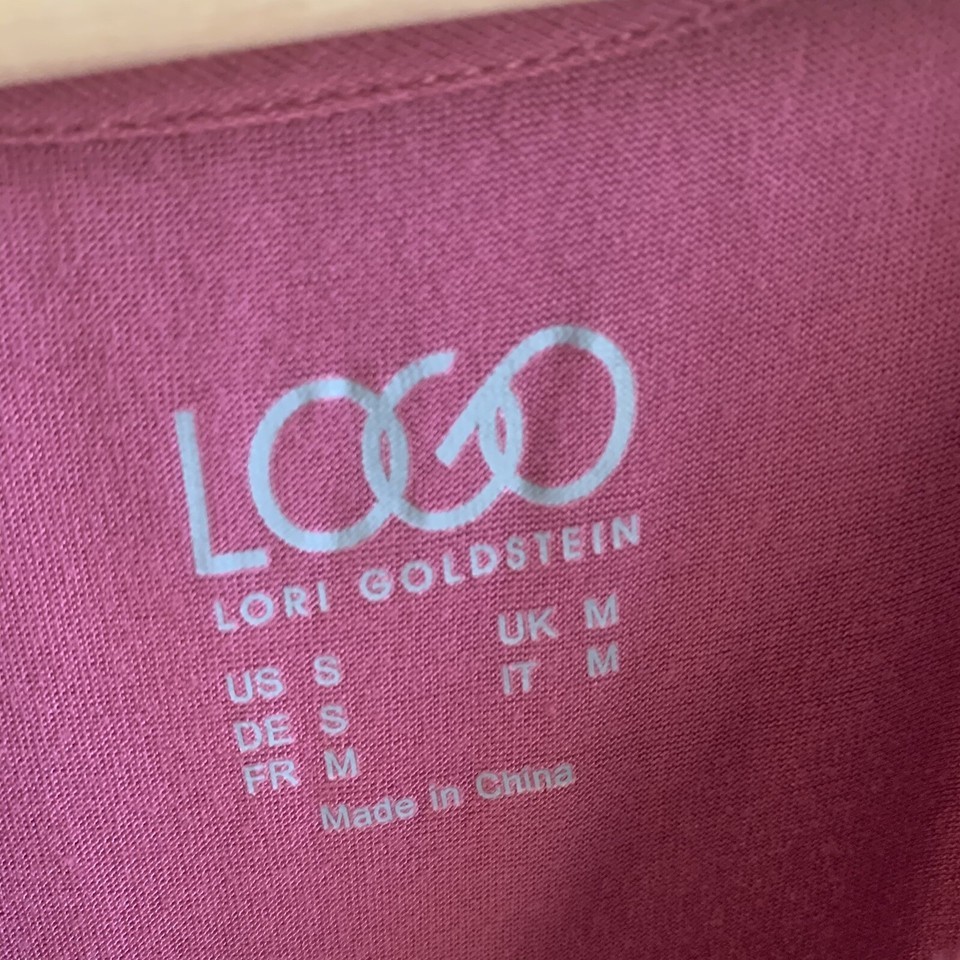 LOGO
LORI GOLDSTEIN
US S UK M
DE S IT M
FR M
Made in China